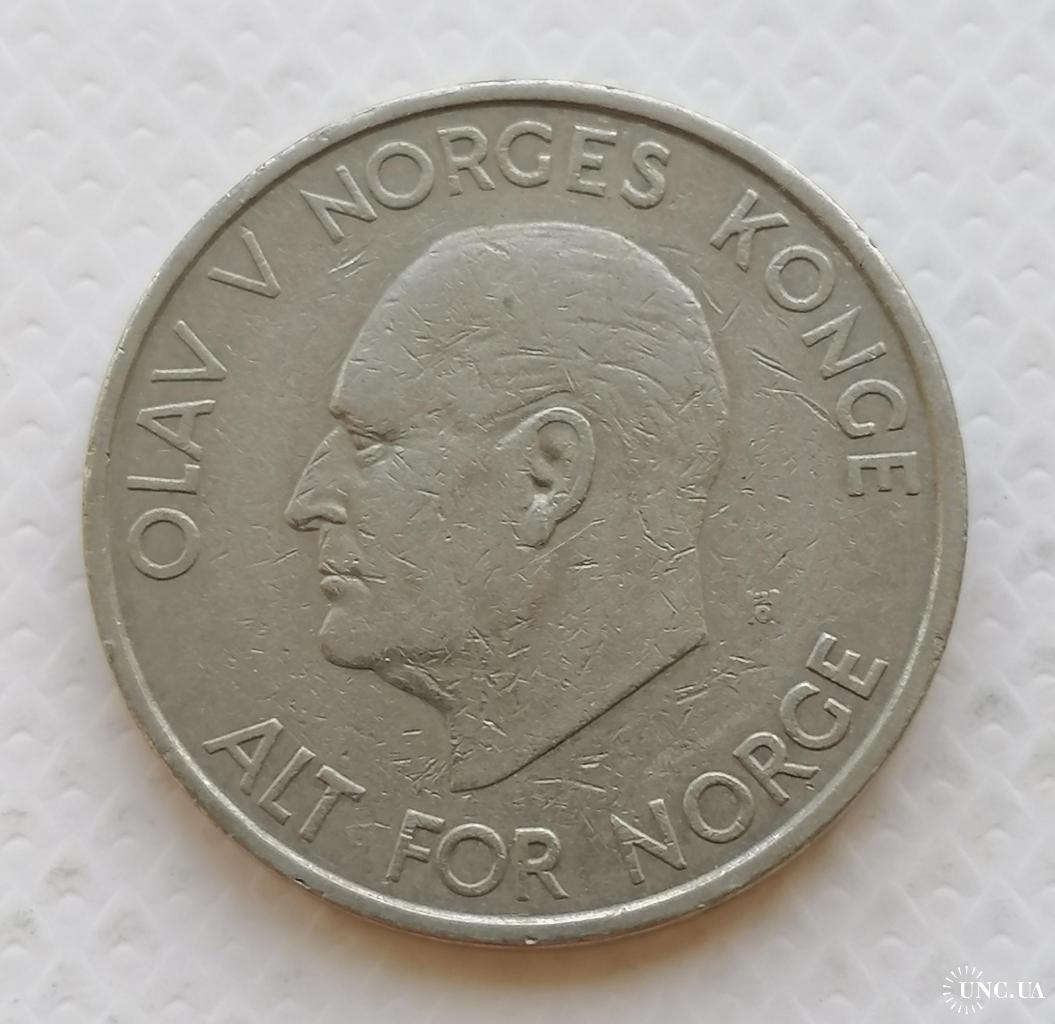 OLAV V NORGES KONGE
ALT FOR NORGE
UNC.UA